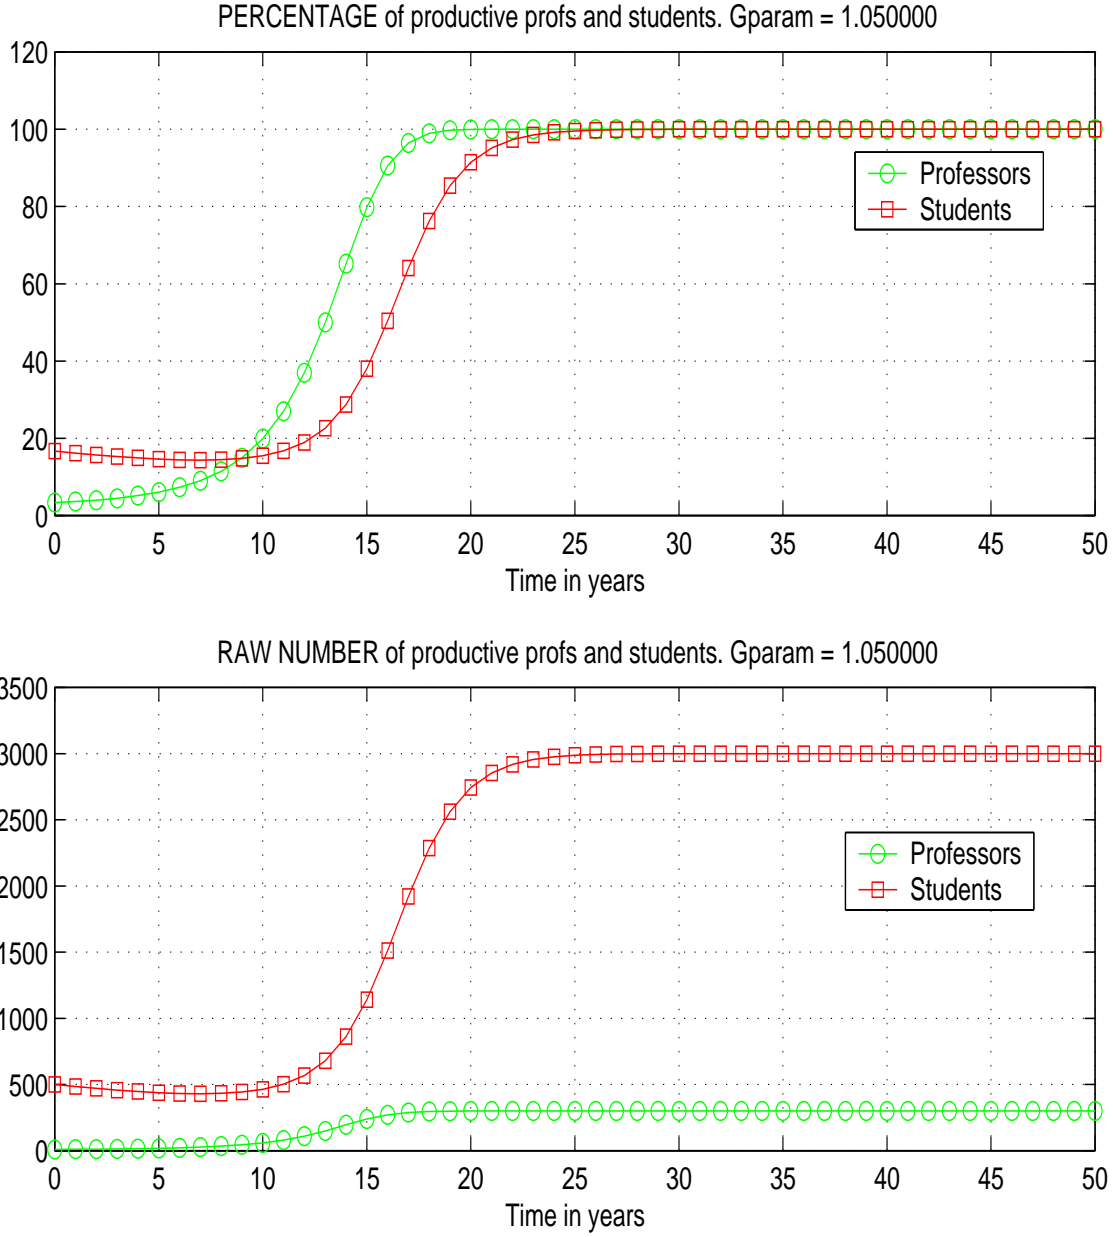 PERCENTAGE of productive profs and students. Gparam = 1.050000
120
100
80
60
40
20
0
Professors
Students
0 5 10 15 20 25 30 35 40 45 50
Time in years
RAW NUMBER of productive profs and students. Gparam = 1.050000
3500
3000
2500
2000
1500
1000
500
0
Professors
Students
0 5 10 15 20 25 30 35 40 45 50
Time in years